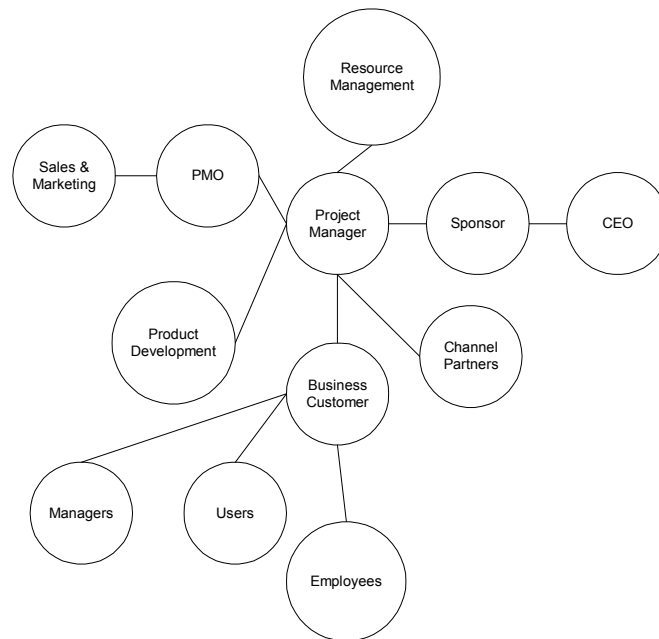 Resource
Management
Sales &
Marketing
PMO
Project
Manager
Sponsor
CEO
Product
Development
Channel
Partners
Business
Customer
Managers
Users
Employees